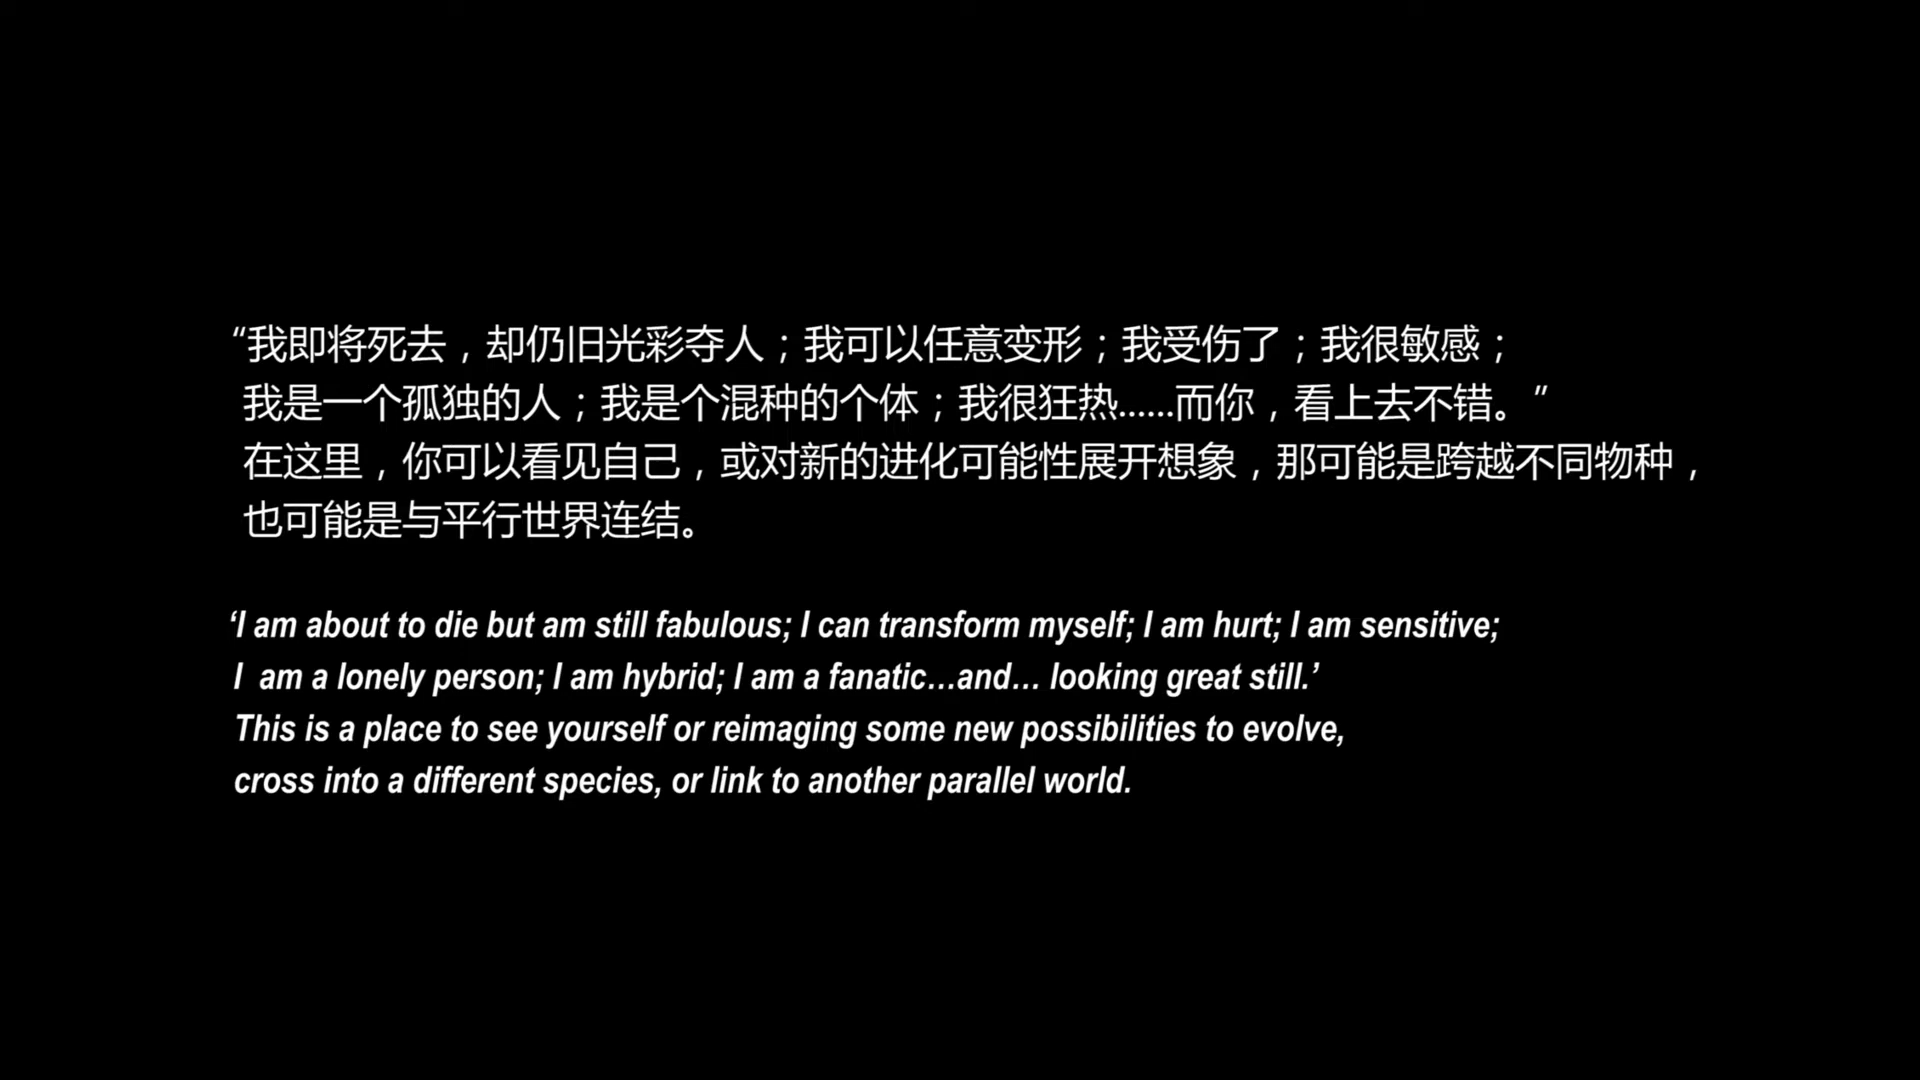 “我即将死去，却仍旧光彩夺人；我可以任意变形；我受伤了；我很敏感；
我是一个孤独的人；我是个混种的个体；我很狂热……而你，看上去不错。”
在这里，你可以看见自己，或对新的进化可能性展开想象，那可能是跨越不同物种，
也可能是与平行世界连结。
‘I am about to die but am still fabulous; I can transform myself; I am hurt; I am sensitive;
I  am a lonely person; I am hybrid; I am a fanatic…and… looking great still.’
This is a place to see yourself or reimaging some new possibilities to evolve,
cross into a different species, or link to another parallel world.